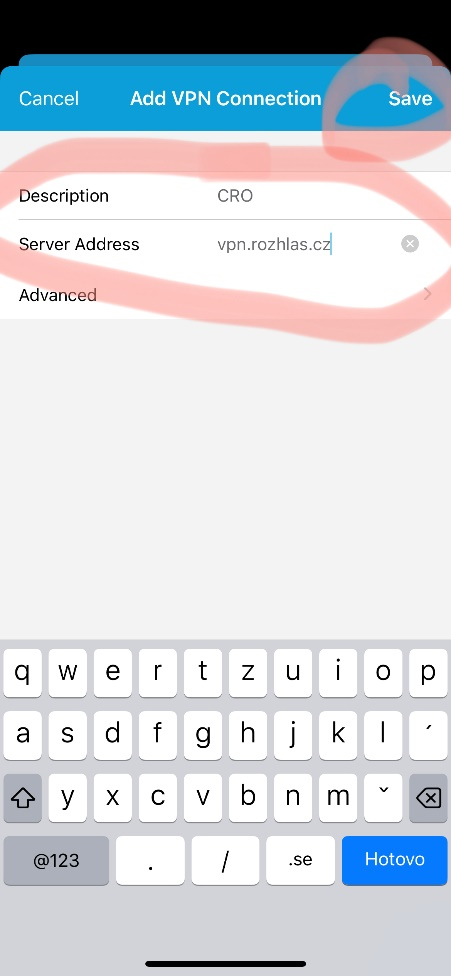 Cancel Add VPN Connection Save
Description CRO
Server Address vpn.rozhlas.cz
Advanced
q w e r t z u i o p
a s d f g h j k l ´
y x c v b n m ˇ
@123 . / .se Hotovo